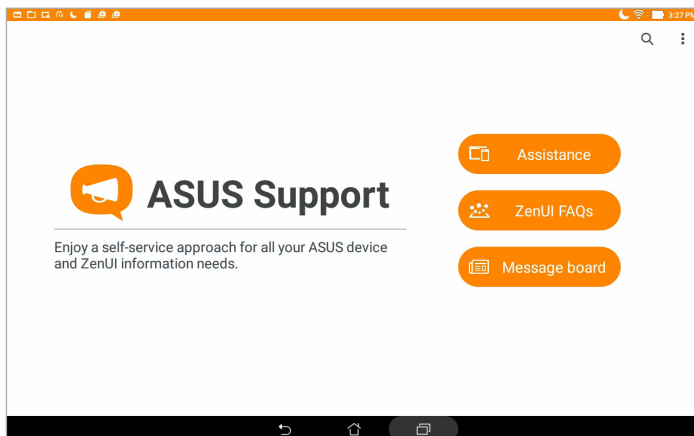 3:27 PM
ASUS Support
Enjoy a self-service approach for all your ASUS device
and ZenUI information needs.
Assistance
ZenUI FAQs
Message board